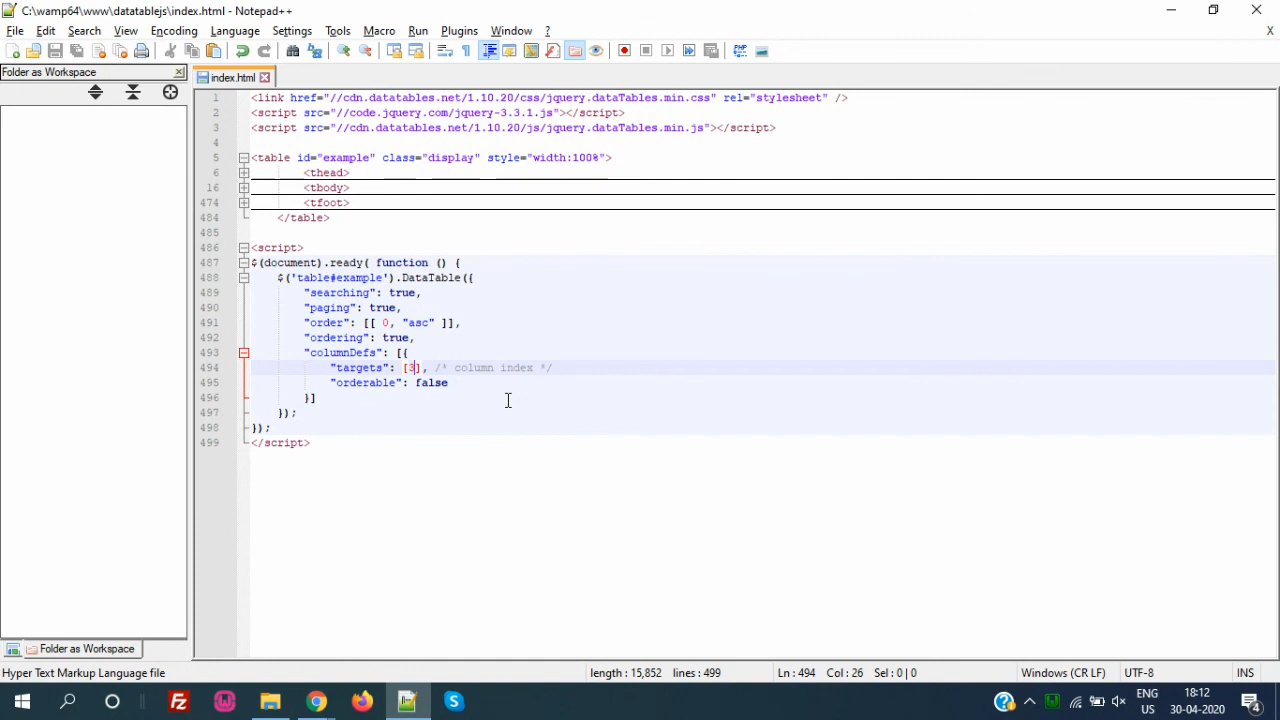 C:\wamp64\www\datatablejs\index.html - Notepad++
File Edit Search View Encoding Language Settings Tools Macro Run Plugins Window ? X
Folder as Workspace
index.html
1 <link href="//cdn.datatables.net/1.10.20/css/jquery.dataTables.min.css" rel="stylesheet" />
2 <script src="//code.jquery.com/jquery-3.3.1.js"></script>
3 <script src="//cdn.datatables.net/1.10.20/js/jquery.dataTables.min.js"></script>
4
5 <table id="example" class="display" style="width:100%">
6 <thead>
16 <tbody>
474 <tfoot>
484 </table>
485
486 <script>
487 $(document).ready( function () {
488 $('table#example').DataTable({
489 "searching": true,
490 "paging": true,
491 "order": [[ 0, "asc" ]],
492 "ordering": true,
493 "columnDefs": [{
494 "targets": [3], /* column index */
495 "orderable": false
496 }]
497 });
498 });
499 </script>
Folder as Workspace
Hyper Text Markup Language file length : 15,852 lines : 499 Ln : 494 Col : 26 Sel : 0 | 0 Windows (CR LF) UTF-8 INS
ENG 18:12
US 30-04-2020 4